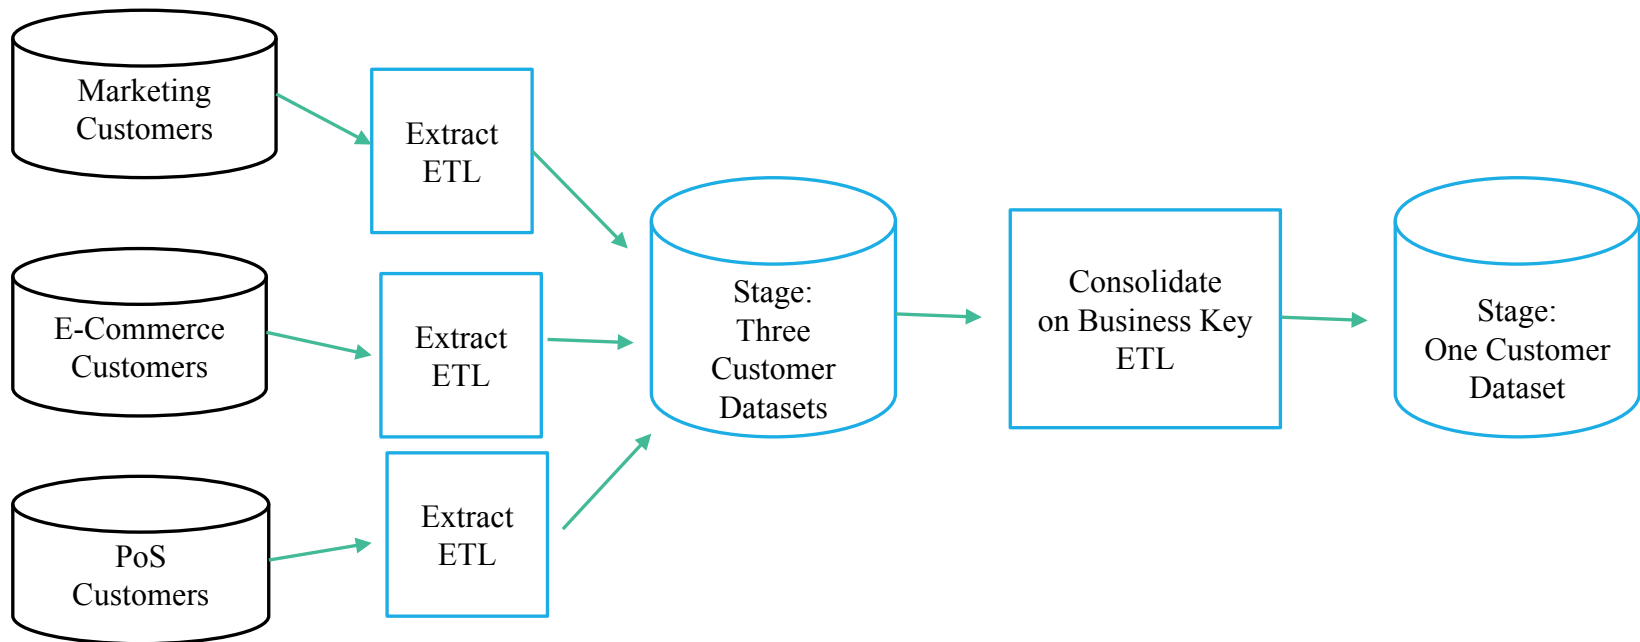 Marketing
Customers
Extract
ETL
E-Commerce
Customers
Extract
ETL
PoS
Customers
Extract
ETL
Stage:
Three
Customer
Datasets
Consolidate
on Business Key
ETL
Stage:
One Customer
Dataset